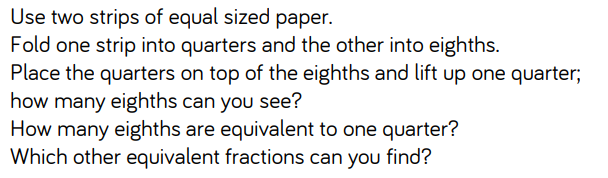 Use two strips of equal sized paper.
Fold one strip into quarters and the other into eighths.
Place the quarters on top of the eighths and lift up one quarter;
how many eighths can you see?
How many eighths are equivalent to one quarter?
Which other equivalent fractions can you find?